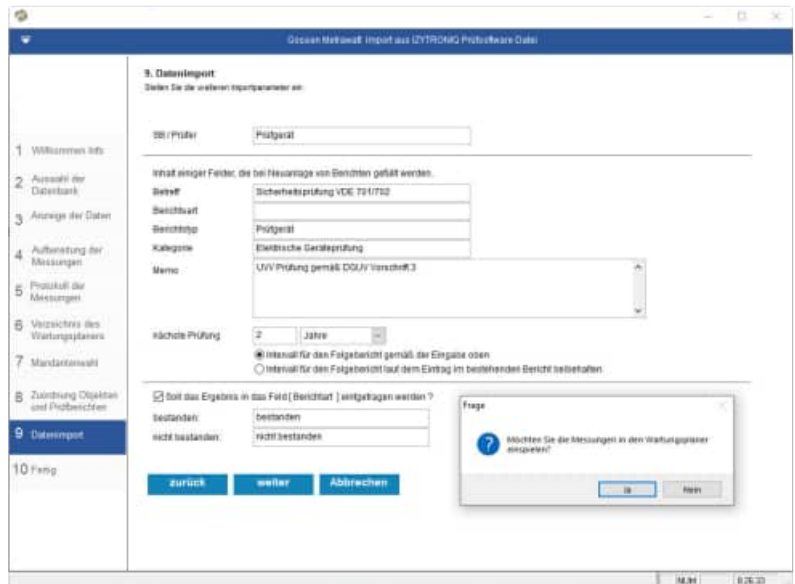 Gossen Metrawatt Import aus IZYTRONIQ Prüfsoftware Datei
9. Datenimport
Stellen Sie die weiteren Importparameter ein
SB / Prüfer
Prüfgerät
Inhalt einiger Felder, die bei Neuanlage von Berichten gefüllt werden.
Betreff
Sicherheitsprüfung VDE 701/702
Berichtsart
Berichtstyp
Prüfgerät
Kategorie
Elektrische Geräteprüfung
Memo
UVV Prüfung gemäß DGUV Vorschrift 3
nächste Prüfung
2
Jahre
Intervall für den Folgebericht gemäß der Eingabe oben
Intervall für den Folgebericht laut dem Eintrag im bestehenden Bericht beibehalten
Soll das Ergebnis in das Feld [ Berichtart ] eintgefragen werden ?
bestanden:
bestanden
nicht bestanden:
nicht bestanden
zurück
weiter
Abbrechen
1 Willkommen Info
2 Auswahl der
Datenbank
3 Anzeige der Daten
4 Aufbereitung der
Messungen
5 Protokoll der
Messungen
6 Verzeichnis des
Wartungsplaners
7 Mandantenwahl
8 Zuordnung Objekten
und Prüfberichten
9 Datenimport
10 Fertig
Frage
Möchten Sie die Messungen in den Wartungsplaner
einspielen?
Ja
Nein
NUM